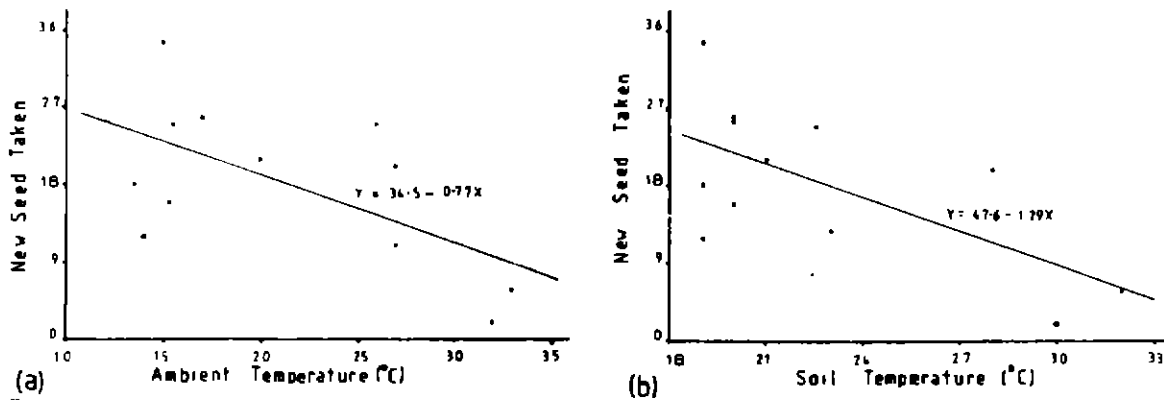 New Seed Taken
36
27
18
9
0
Y = 34·5 – 0·77X
10 15 20 25 30 35
Ambient Temperature (°C)
(a)
New Seed Taken
36
27
18
9
0
Y = 47·6 – 1·29X
18 21 24 27 30 33
Soil Temperature (°C)
(b)